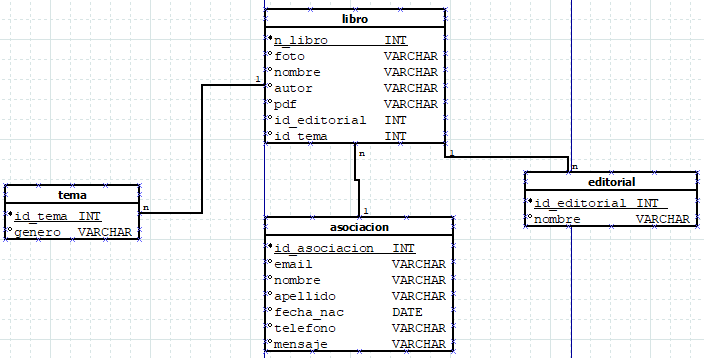 libro
n_libro INT
foto VARCHAR
nombre VARCHAR
autor VARCHAR
pdf VARCHAR
id_editorial INT
id_tema INT
1
n
1
n
n
1
tema
id_tema INT
genero VARCHAR
editorial
id_editorial INT
nombre VARCHAR
asociacion
id_asociacion INT
email VARCHAR
nombre VARCHAR
apellido VARCHAR
fecha_nac DATE
telefono VARCHAR
mensaje VARCHAR